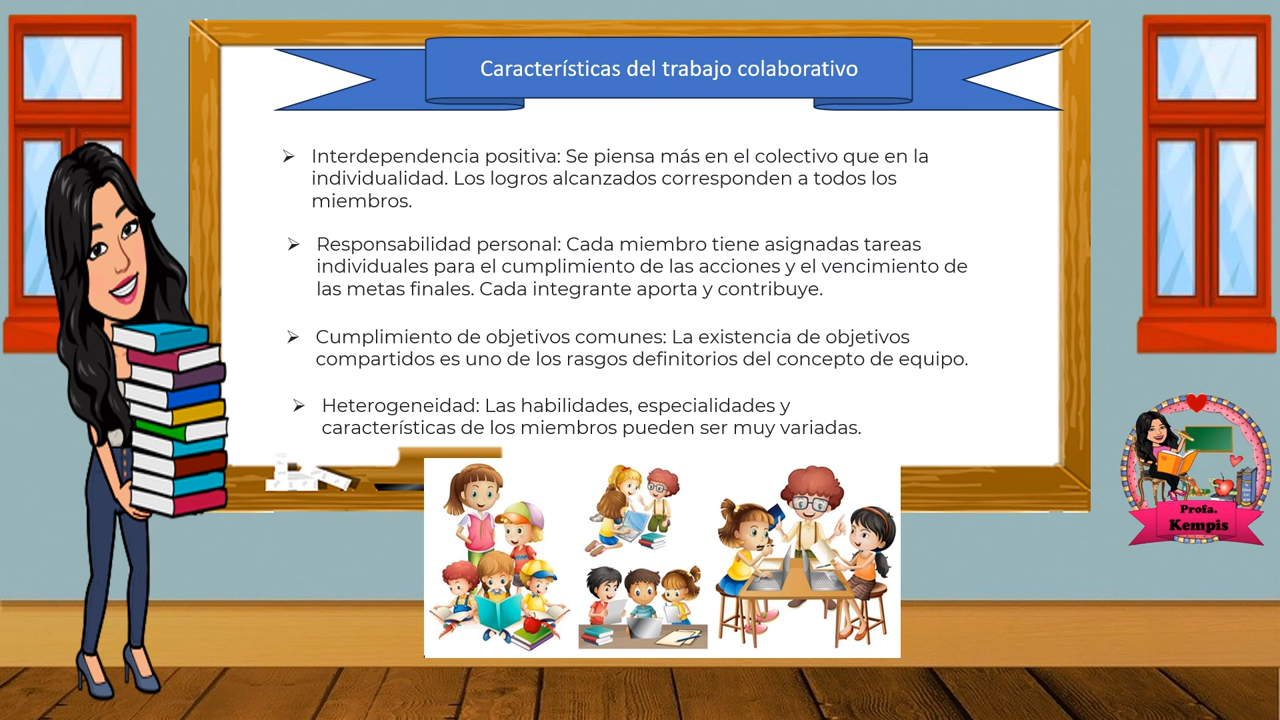 Características del trabajo colaborativo
Interdependencia positiva: Se piensa más en el colectivo que en la
individualidad. Los logros alcanzados corresponden a todos los
miembros.
Responsabilidad personal: Cada miembro tiene asignadas tareas
individuales para el cumplimiento de las acciones y el vencimiento de
las metas finales. Cada integrante aporta y contribuye.
Cumplimiento de objetivos comunes: La existencia de objetivos
compartidos es uno de los rasgos definitorios del concepto de equipo.
Heterogeneidad: Las habilidades, especialidades y
características de los miembros pueden ser muy variadas.
Profa.
Kempis